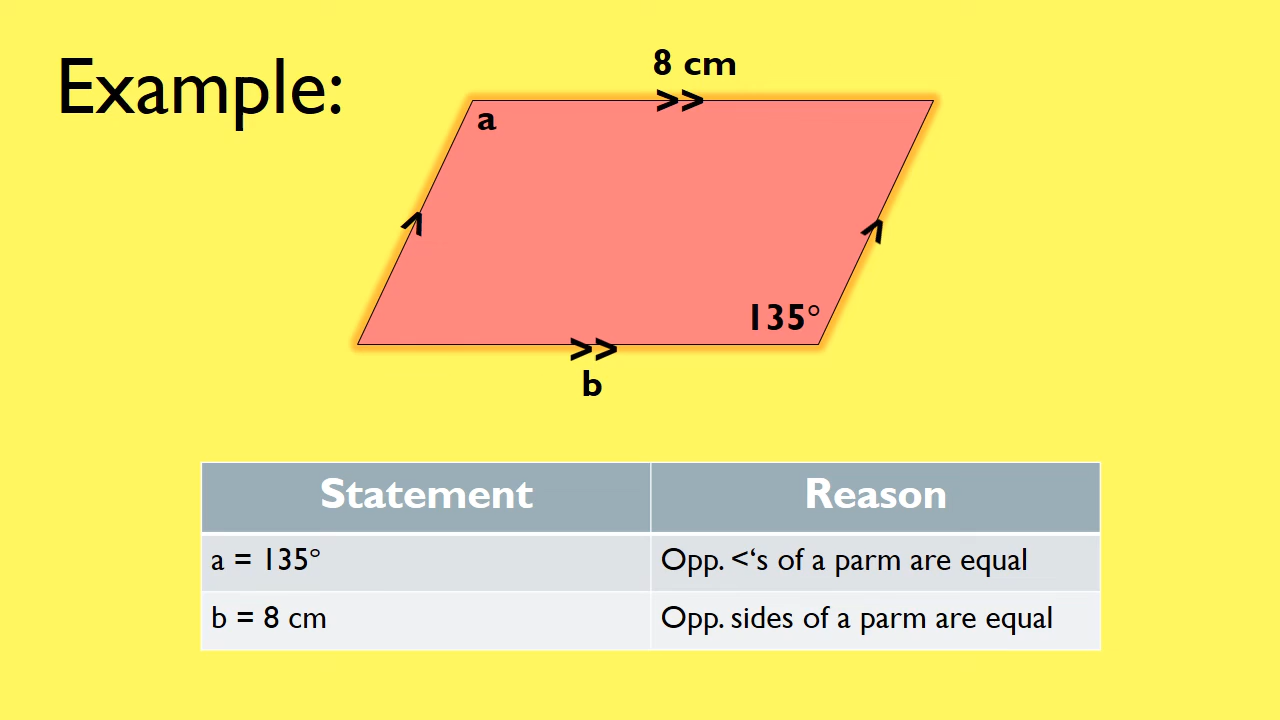 Example:
8 cm
>>
a
>
>
135°
>>
b
Statement Reason
a = 135° Opp. <‘s of a parm are equal
b = 8 cm Opp. sides of a parm are equal